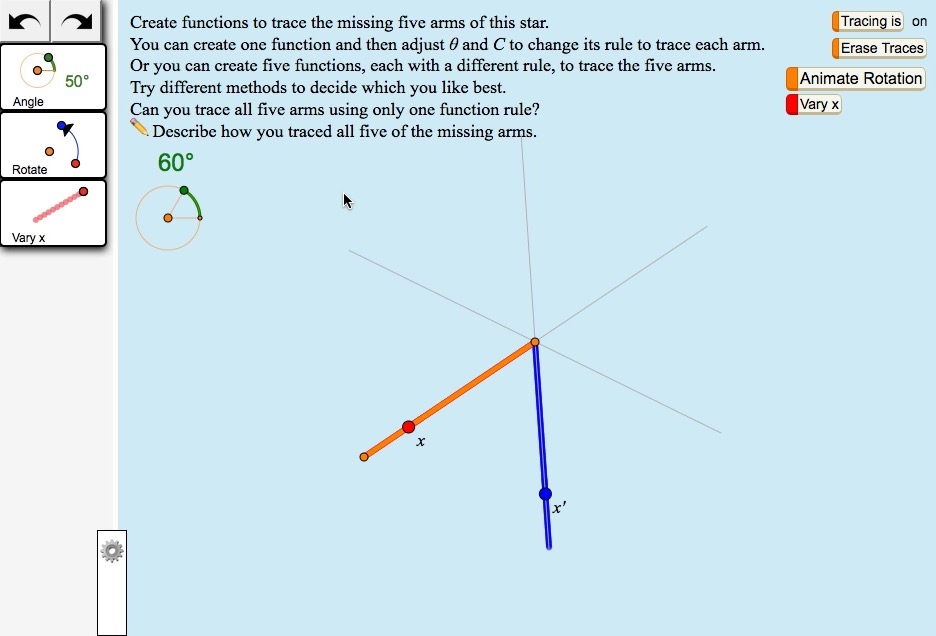 Create functions to trace the missing five arms of this star.
You can create one function and then adjust θ and C to change its rule to trace each arm.
Or you can create five functions, each with a different rule, to trace the five arms.
Try different methods to decide which you like best.
Can you trace all five arms using only one function rule?
Describe how you traced all five of the missing arms.
Tracing is on
Erase Traces
Animate Rotation
Vary x
50°
Angle
Rotate
Vary x
60°
x
x'